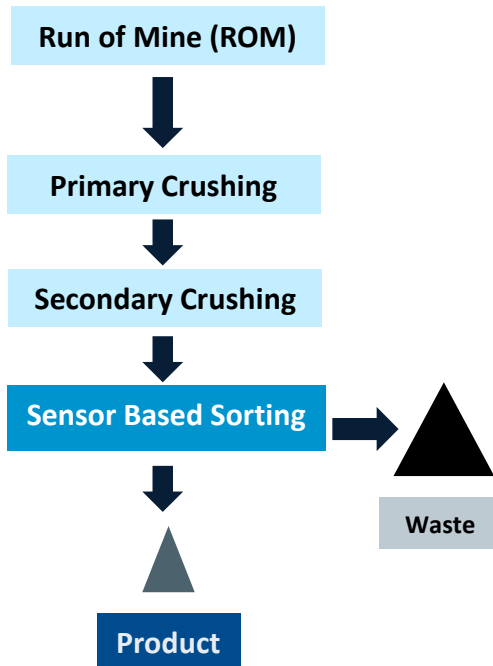 Run of Mine (ROM)
Primary Crushing
Secondary Crushing
Sensor Based Sorting
Waste
Product